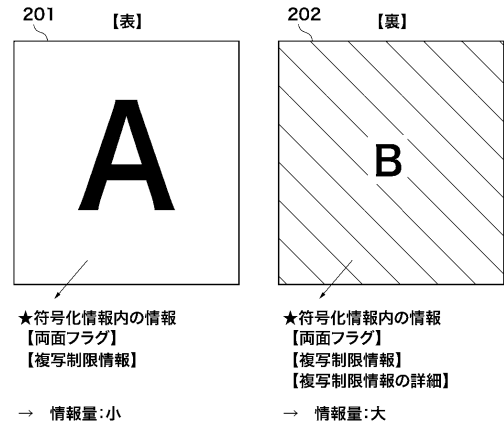 201
【表】
A
★符号化情報内の情報
【両面フラグ】
【複写制限情報】
→ 情報量:小
202
【裏】
B
★符号化情報内の情報
【両面フラグ】
【複写制限情報】
【複写制限情報の詳細】
→ 情報量:大